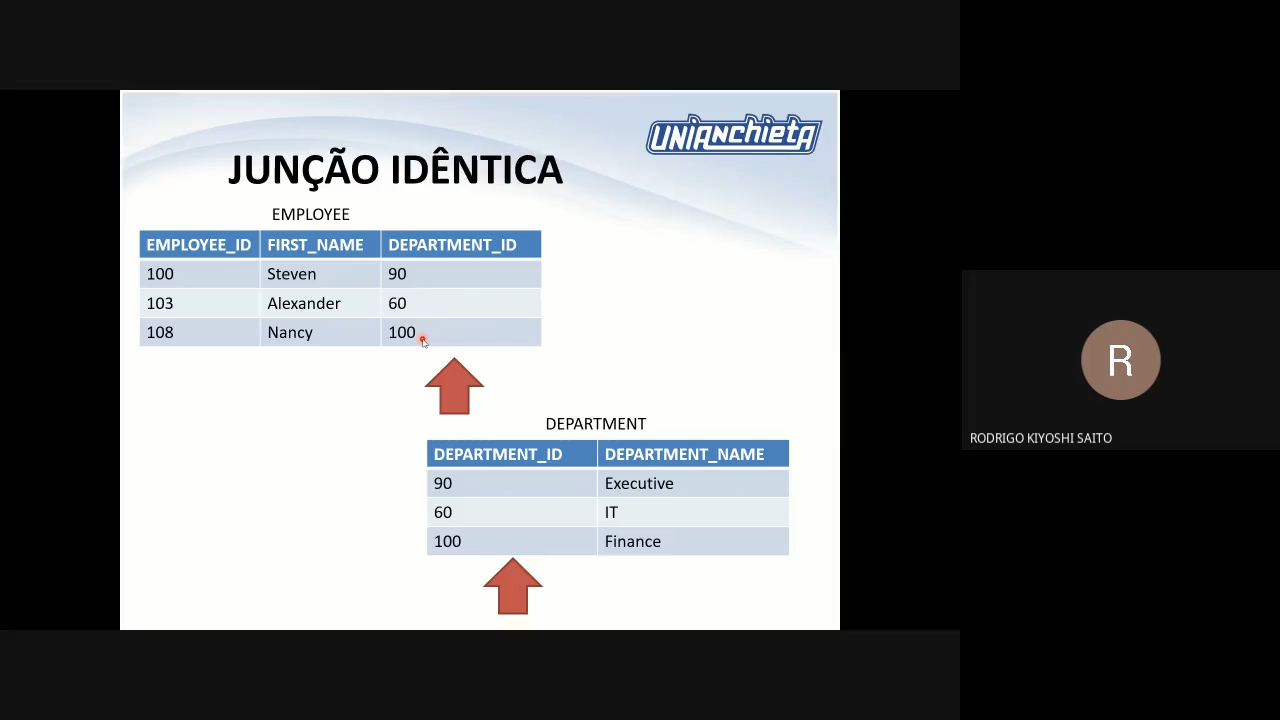 UNIANCHIETA
JUNÇÃO IDÊNTICA
EMPLOYEE
EMPLOYEE_ID FIRST_NAME DEPARTMENT_ID
100 Steven 90
103 Alexander 60
108 Nancy 100
DEPARTMENT
DEPARTMENT_ID DEPARTMENT_NAME
90 Executive
60 IT
100 Finance
R
RODRIGO KIYOSHI SAITO